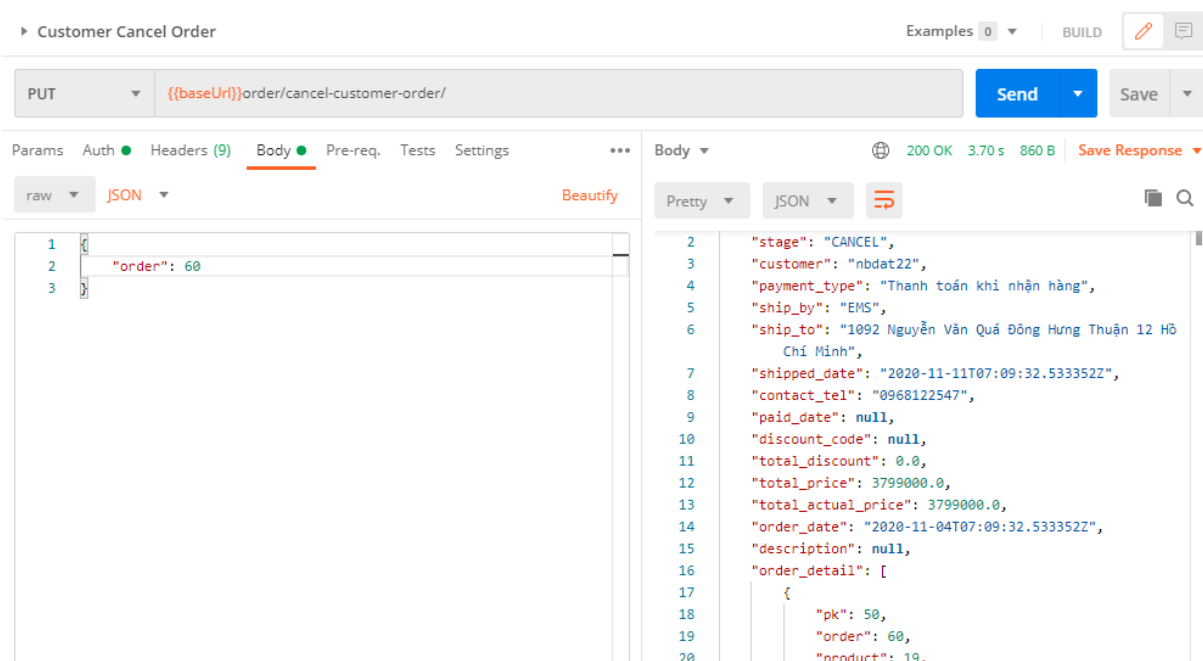 Customer Cancel Order
Examples 0
BUILD
PUT
{{baseUrl}}order/cancel-customer-order/
Send
Save
Params Auth Headers (9) Body Pre-req. Tests Settings
raw JSON Beautify
1 {
2 "order": 60
3 }
Body 200 OK 3.70 s 860 B Save Response
Pretty JSON
2 "stage": "CANCEL",
3 "customer": "nbdat22",
4 "payment_type": "Thanh toán khi nhận hàng",
5 "ship_by": "EMS",
6 "ship_to": "1092 Nguyễn Văn Quá Đông Hưng Thuận 12 Hồ
Chí Minh",
7 "shipped_date": "2020-11-11T07:09:32.533352Z",
8 "contact_tel": "0968122547",
9 "paid_date": null,
10 "discount_code": null,
11 "total_discount": 0.0,
12 "total_price": 3799000.0,
13 "total_actual_price": 3799000.0,
14 "order_date": "2020-11-04T07:09:32.533352Z",
15 "description": null,
16 "order_detail": [
17 {
18 "pk": 50,
19 "order": 60,
20 "product": 19,